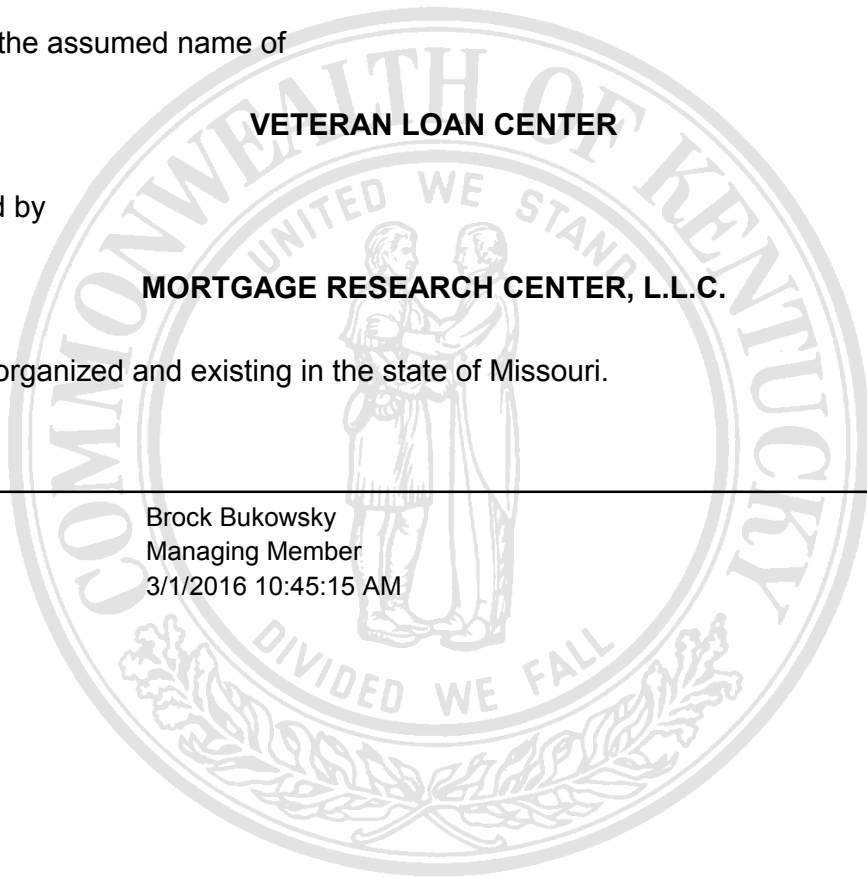 the assumed name of
VETERAN LOAN CENTER
d by
MORTGAGE RESEARCH CENTER, L.L.C.
organized and existing in the state of Missouri.
Brock Bukowsky
Managing Member
3/1/2016 10:45:15 AM
COMMONWEALTH OF KENTUCKY
UNITED WE STAND
DIVIDED WE FALL